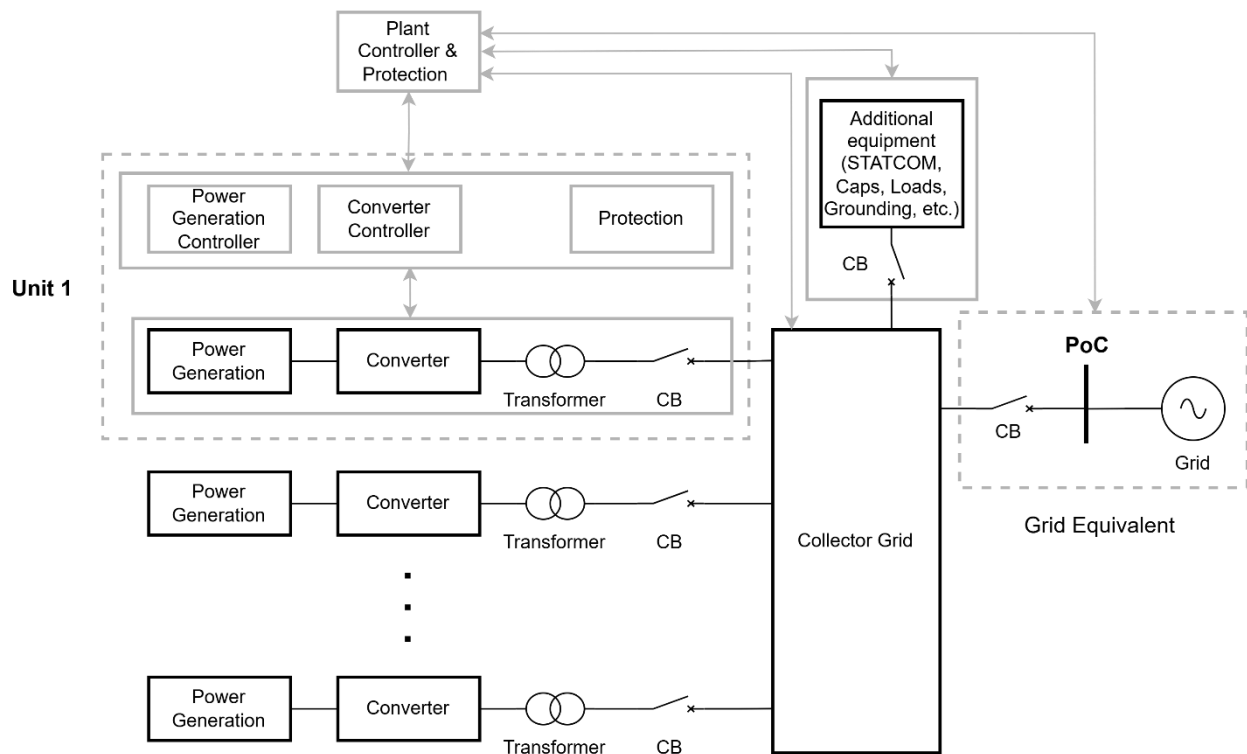 Plant
Controller &
Protection
Additional
equipment
(STATCOM,
Caps, Loads,
Grounding, etc.)
CB
Power
Generation
Controller
Converter
Controller
Protection
Unit 1
Power
Generation
Converter
Transformer
CB
PoC
CB
Grid
Grid Equivalent
Collector Grid
Power
Generation
Converter
Transformer
CB
Power
Generation
Converter
Transformer
CB